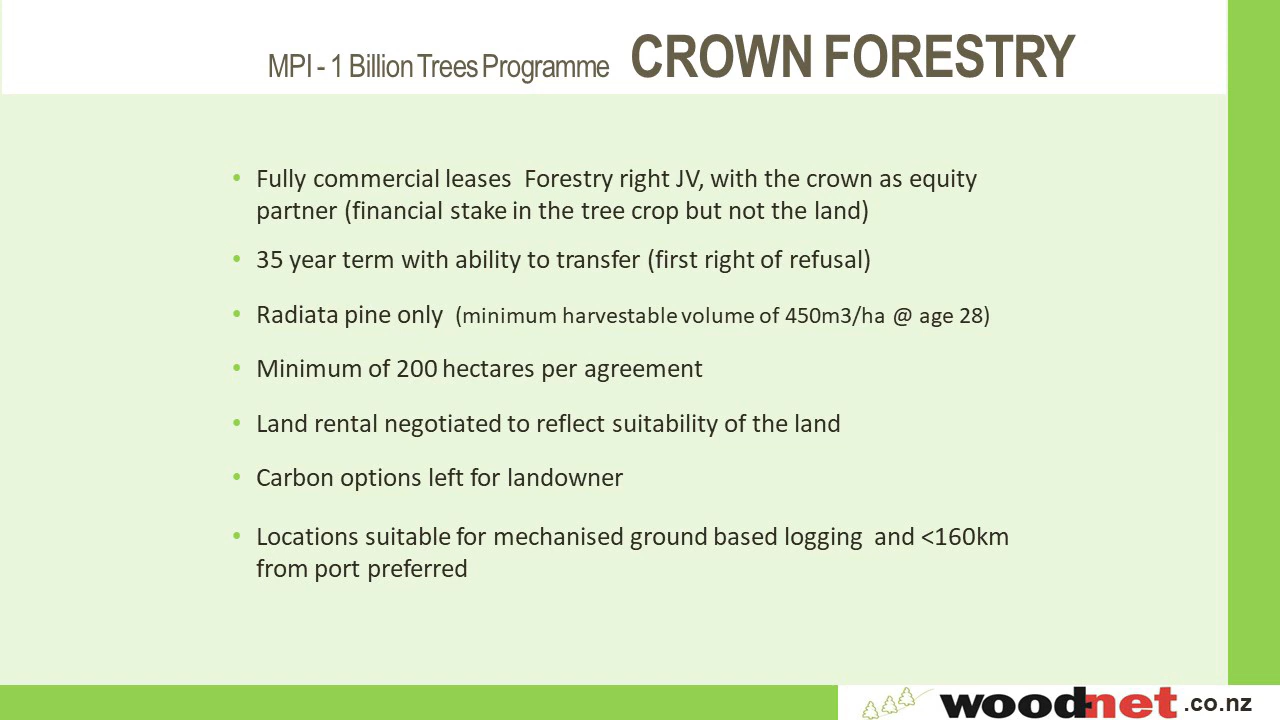 MPI - 1 Billion Trees Programme CROWN FORESTRY
• Fully commercial leases  Forestry right JV, with the crown as equity
partner (financial stake in the tree crop but not the land)
• 35 year term with ability to transfer (first right of refusal)
• Radiata pine only  (minimum harvestable volume of 450m3/ha @ age 28)
• Minimum of 200 hectares per agreement
• Land rental negotiated to reflect suitability of the land
• Carbon options left for landowner
• Locations suitable for mechanised ground based logging  and <160km
from port preferred
woodnet.co.nz